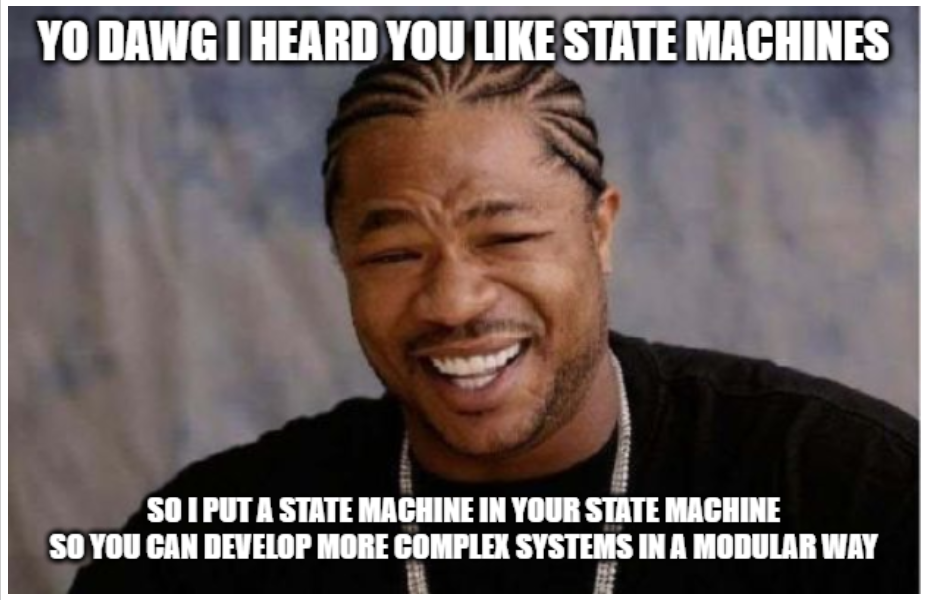 YO DAWG I HEARD YOU LIKE STATE MACHINES
SO I PUT A STATE MACHINE IN YOUR STATE MACHINE
SO YOU CAN DEVELOP MORE COMPLEX SYSTEMS IN A MODULAR WAY